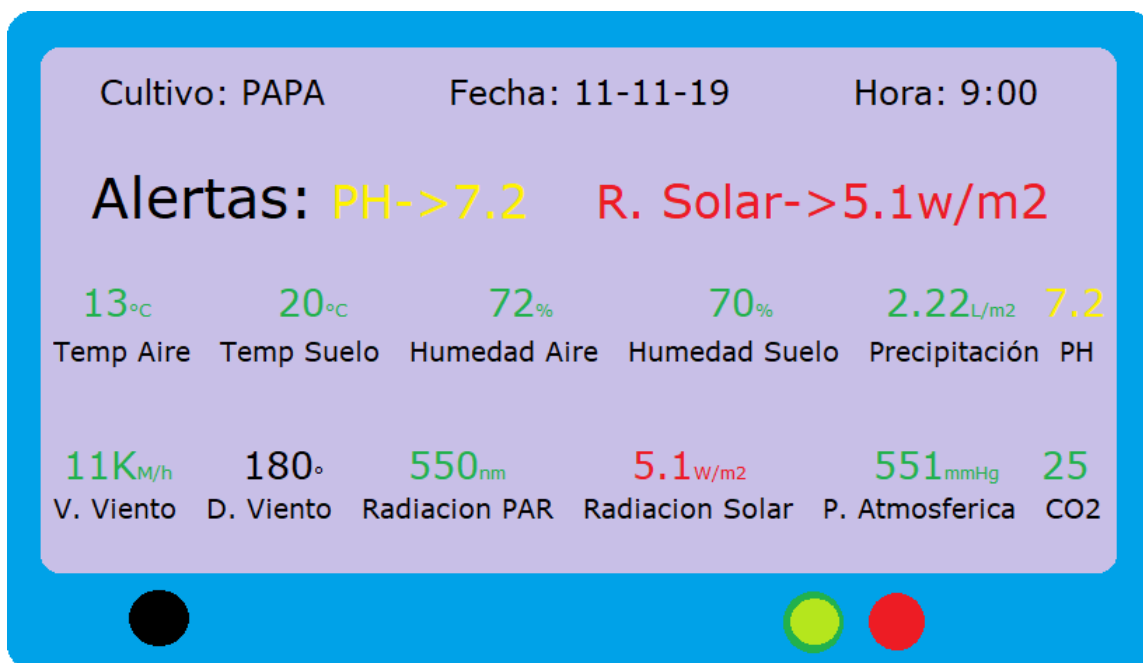 Cultivo: PAPA Fecha: 11-11-19 Hora: 9:00
Alertas: PH->7.2 R. Solar->5.1w/m2
13°C 20°C 72% 70% 2.22L/m2 7.2
Temp Aire Temp Suelo Humedad Aire Humedad Suelo Precipitación PH
11KM/h 180° 550nm 5.1W/m2 551mmHg 25
V. Viento D. Viento Radiacion PAR Radiacion Solar P. Atmosferica CO2